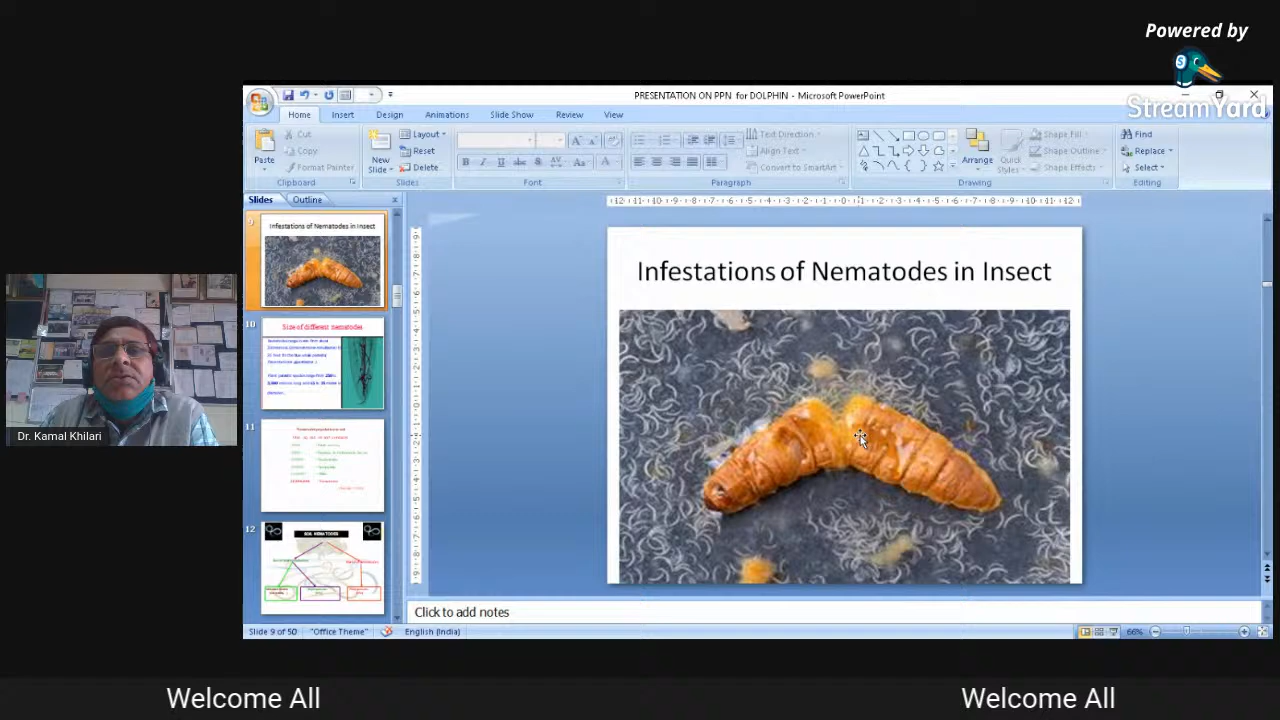 Powered by
StreamYard
PRESENTATION ON PPN for DOLPHIN - Microsoft PowerPoint
Home Insert Design Animations Slide Show Review View
Paste
Cut
Copy
Format Painter
Clipboard
New
Slide
Layout
Reset
Delete
Slides
Font
Text Direction
Align Text
Convert to SmartArt
Paragraph
Arrange
Quick
Styles
Shape Fill
Shape Outline
Shape Effects
Drawing
Find
Replace
Select
Editing
Slides Outline
Infestations of Nematodes in Insect
10
Size of different nematodes
11
12
Infestations of Nematodes in Insect
Dr. Kamal Khilari
Click to add notes
Slide 9 of 50 "Office Theme" English (India) 66%
Welcome All
Welcome All